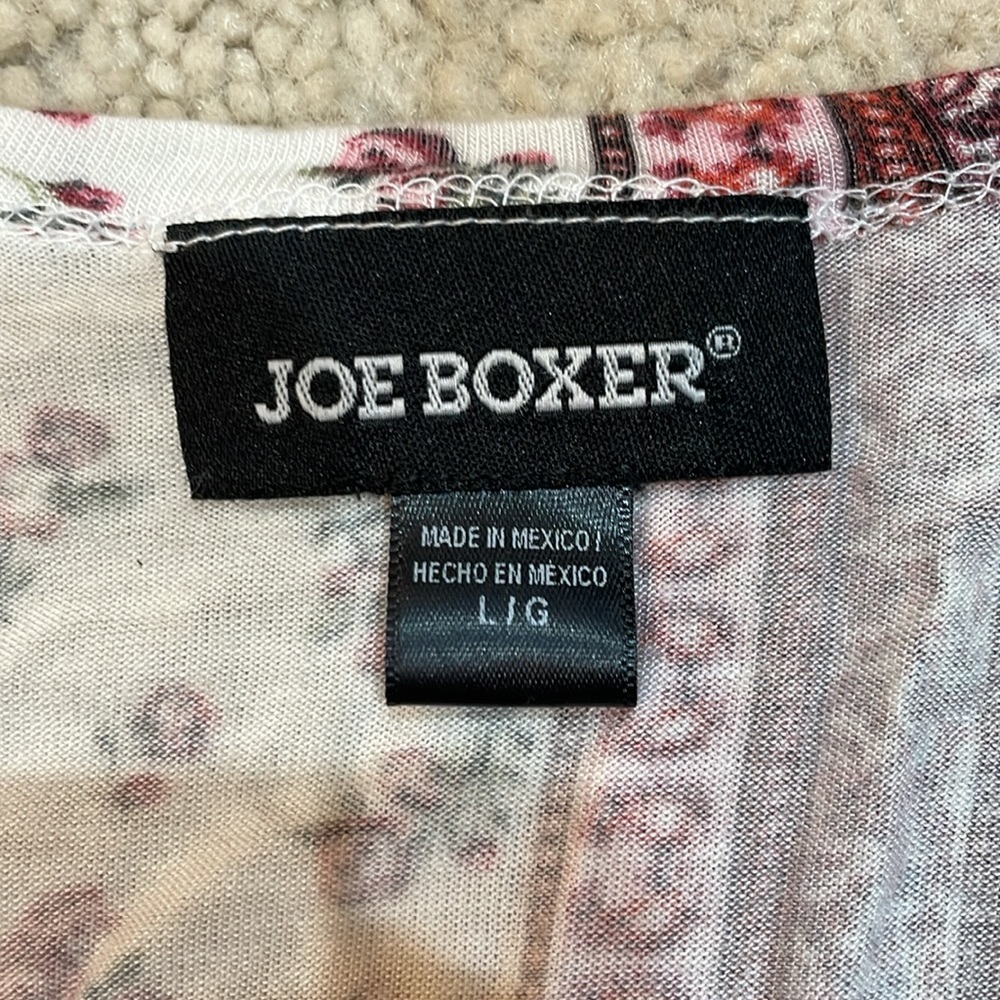 JOE BOXER®
MADE IN MEXICO /
HECHO EN MÉXICO
L / G